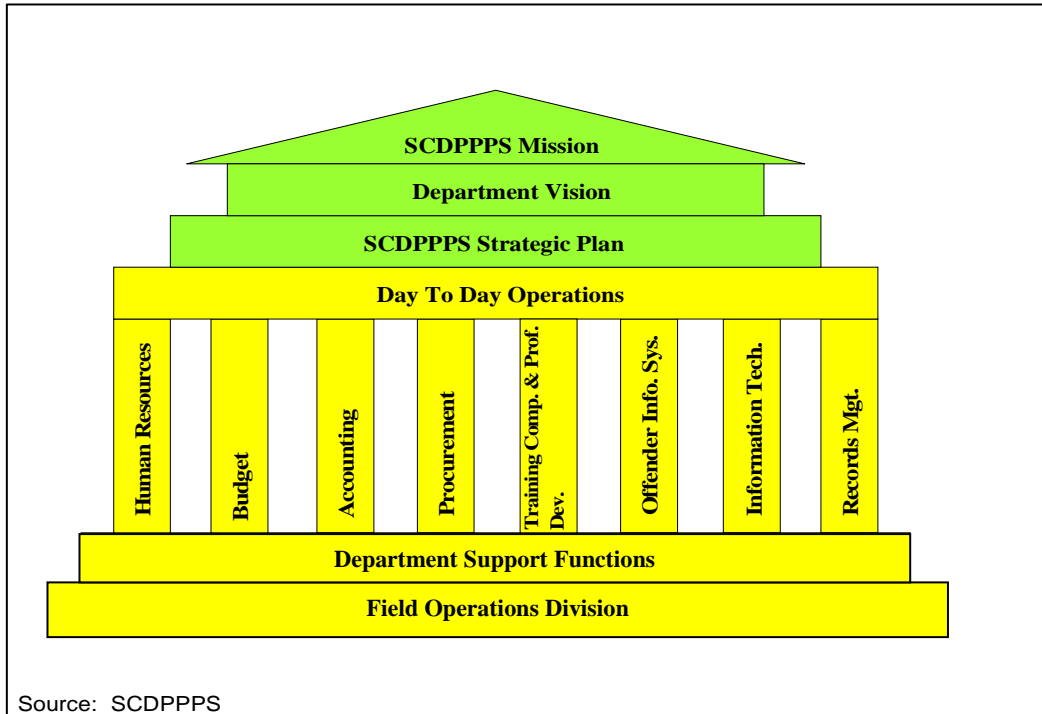 SCDPPPS Mission
Department Vision
SCDPPPS Strategic Plan
Day To Day Operations
Human Resources
Budget
Accounting
Procurement
Training Comp. & Prof.
Dev.
Offender Info. Sys.
Information Tech.
Records Mgt.
Department Support Functions
Field Operations Division
Source: SCDPPPS